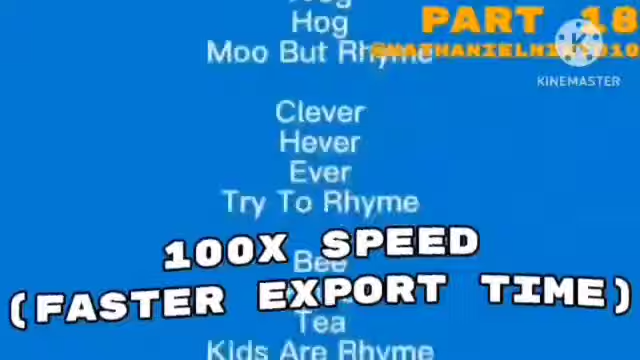 Hog
PART 18
Moo But Rhyme
KINEMASTER
Clever
Hever
Ever
Try To Rhyme
100X SPEED
Bee
(FASTER EXPORT TIME)
Tea
Kids Are Rhyme